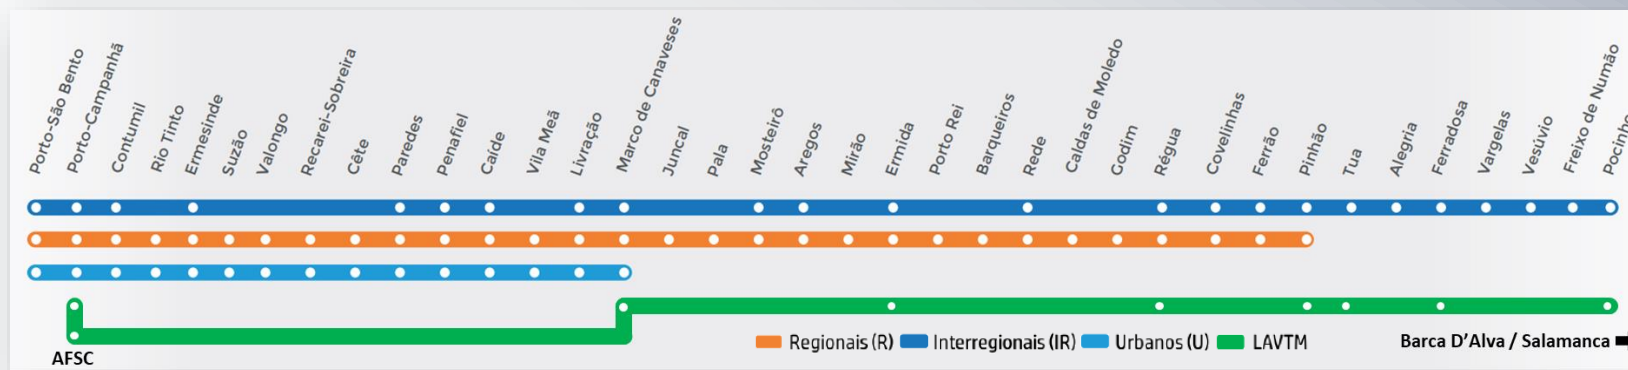 Porto-São Bento
Porto-Campanhã
Contumil
Rio Tinto
Ermesinde
Suzão
Valongo
Recarei-Sobreira
Cête
Paredes
Penafiel
Caíde
Vila Meã
Livração
Marco de Canaveses
Juncal
Pala
Mosteirô
Aregos
Mirão
Ermida
Porto Rei
Barqueiros
Rede
Caldas de Moledo
Godim
Régua
Covelinhas
Ferrão
Pinhão
Tua
Alegria
Ferradosa
Vargelas
Vesúvio
Freixo de Numão
Pocinho
Regionais (R) Interregionais (IR) Urbanos (U) LAVTM
Barca D'Alva / Salamanca
AFSC